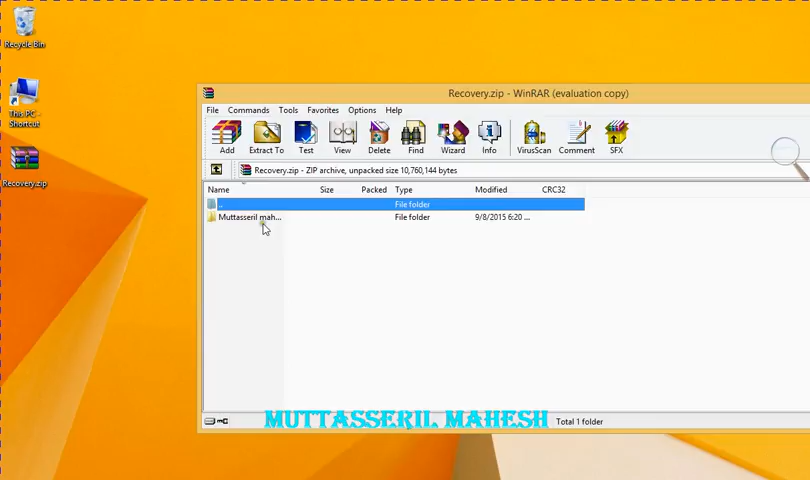 Recycle Bin
This PC -
Shortcut
Recovery.zip
Recovery.zip - WinRAR (evaluation copy)
File Commands Tools Favorites Options Help
Add Extract To Test View Delete Find Wizard Info VirusScan Comment SFX
Recovery.zip - ZIP archive, unpacked size 10,760,144 bytes
Name Size Packed Type Modified CRC32
.. File folder
Muttasseril mah... File folder 9/8/2015 6:20 ...
MUTTASSERIL MAHESH
Total 1 folder